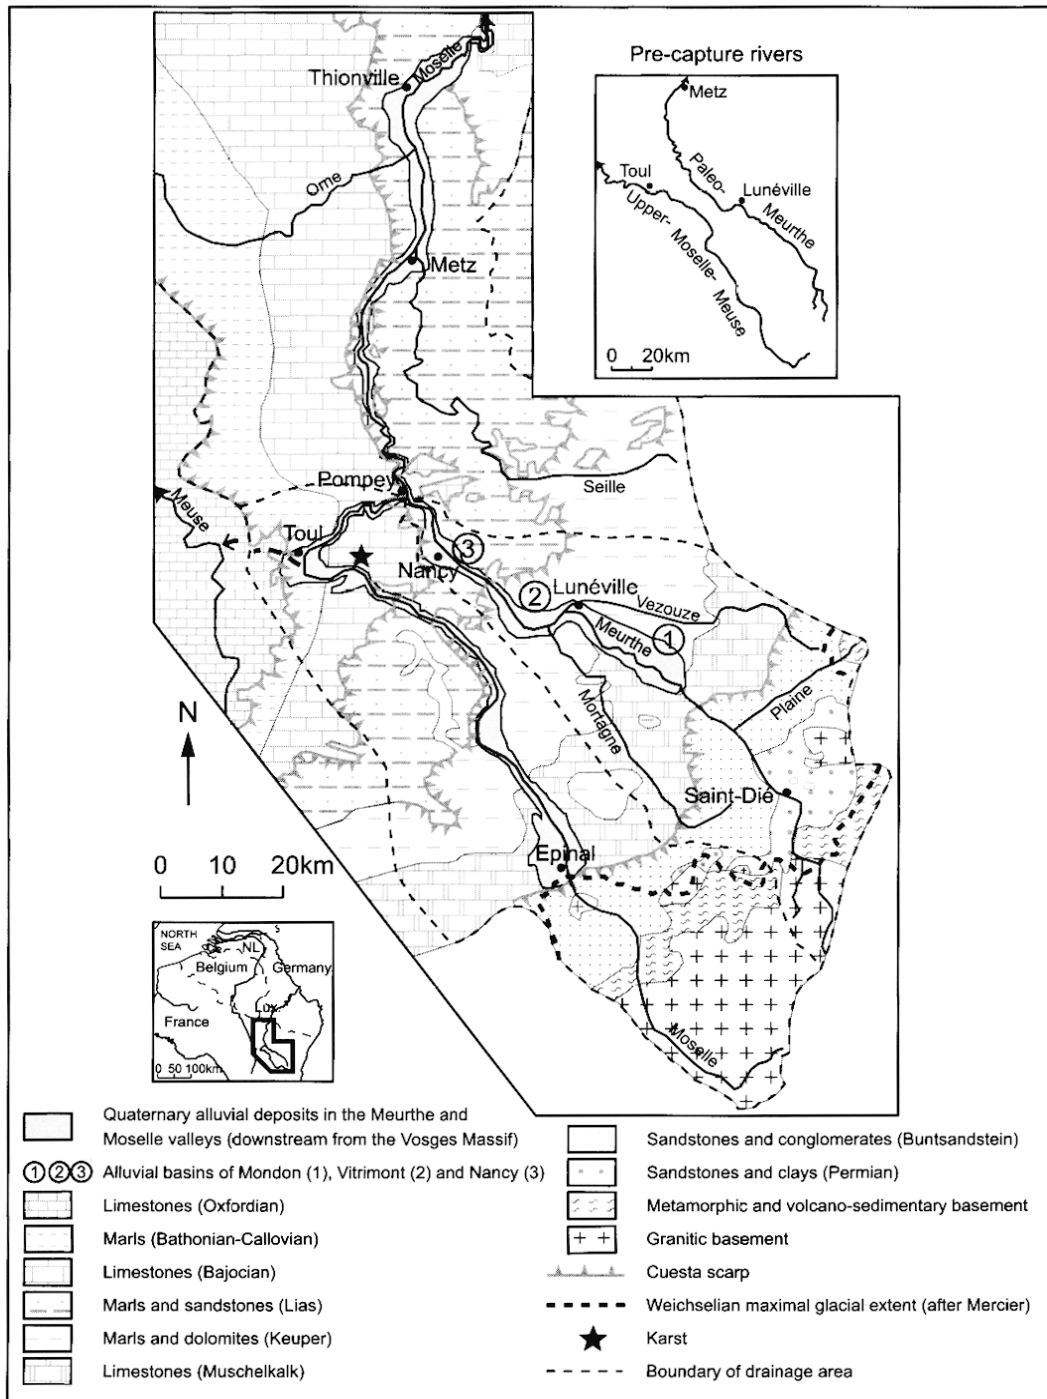 Pre-capture rivers
Metz
Toul
Lunéville
Paleo-
Meurthe
Upper-Moselle-
Meuse
0 20km
Thionville
Moselle
Orne
Metz
Pompey
Seille
Meuse
Toul
3
Nancy
2
Lunéville
Vezouze
Meurthe
1
Mortagne
Plaine
N
Saint-Dié
0 10 20km
Epinal
Moselle
NORTH
SEA
NL
Belgium
Germany
Lux.
France
0 50 100km
Quaternary alluvial deposits in the Meurthe and
Moselle valleys (downstream from the Vosges Massif)
1 2 3 Alluvial basins of Mondon (1), Vitrimont (2) and Nancy (3)
Limestones (Oxfordian)
Marls (Bathonian-Callovian)
Limestones (Bajocian)
Marls and sandstones (Lias)
Marls and dolomites (Keuper)
Limestones (Muschelkalk)
Sandstones and conglomerates (Buntsandstein)
Sandstones and clays (Permian)
Metamorphic and volcano-sedimentary basement
Granitic basement
Cuesta scarp
Weichselian maximal glacial extent (after Mercier)
Karst
Boundary of drainage area